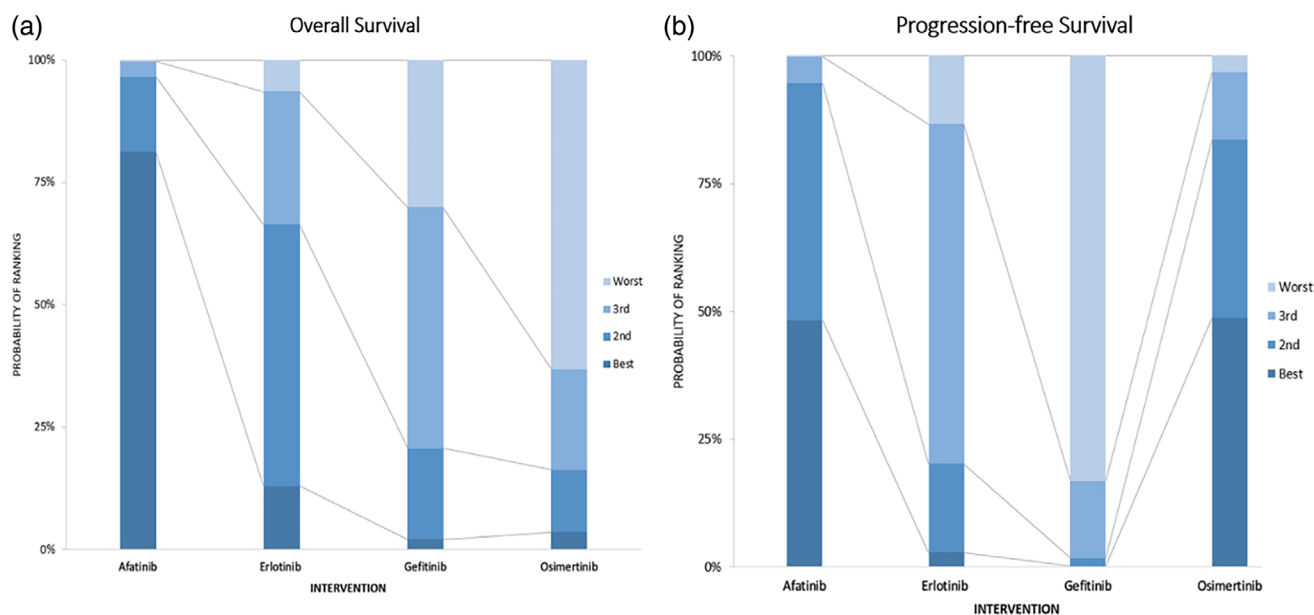 (a)
Overall Survival
100%
75%
50%
25%
0%
PROBABILITY OF RANKING
Afatinib
Erlotinib
Gefitinib
Osimertinib
INTERVENTION
Worst
3rd
2nd
Best
(b)
Progression-free Survival
100%
75%
50%
25%
0%
PROBABILITY OF RANKING
Afatinib
Erlotinib
Gefitinib
Osimertinib
INTERVENTION
Worst
3rd
2nd
Best